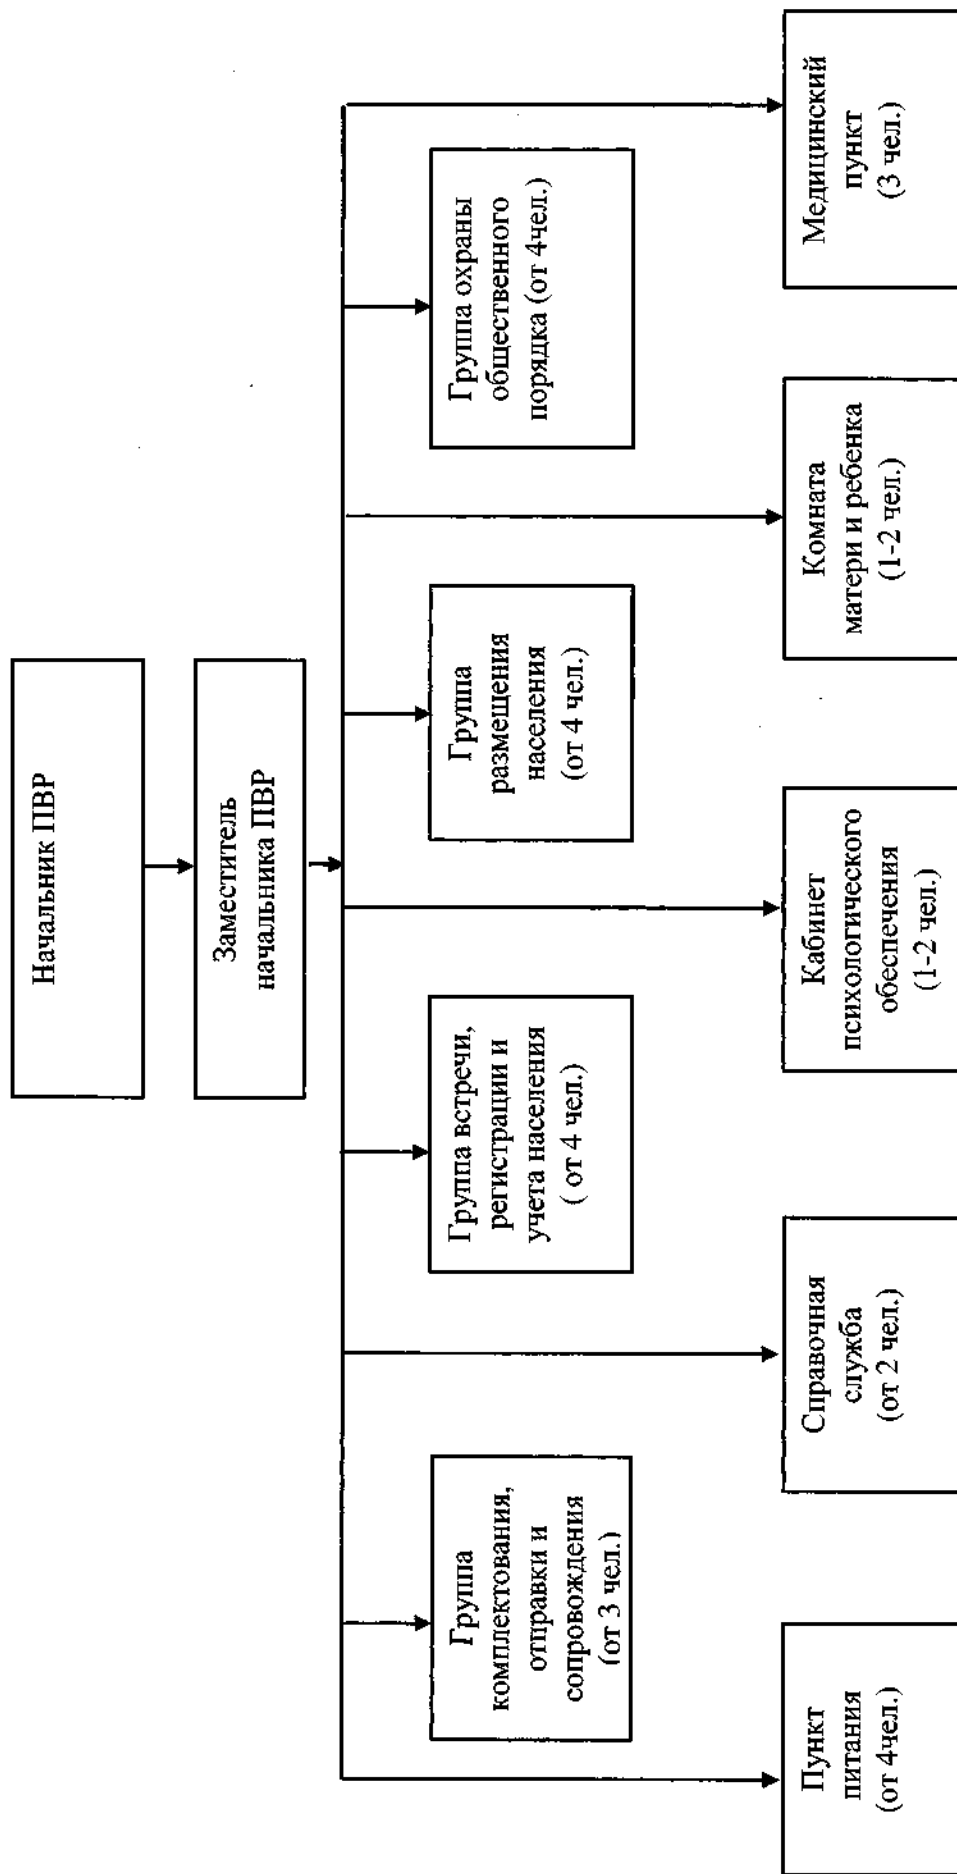 Начальник ПВР
Заместитель
начальника ПВР
Группа
комплектования,
отправки и
сопровождения
(от 3 чел.)
Группа встречи,
регистрации и
учета населения
( от 4 чел.)
Группа
размещения
населения
(от 4 чел.)
Группа охраны
общественного
порядка (от 4чел.)
Пункт
питания
(от 4чел.)
Справочная
служба
(от 2 чел.)
Кабинет
психологического
обеспечения
(1-2 чел.)
Комната
матери и ребенка
(1-2 чел.)
Медицинский
пункт
(3 чел.)